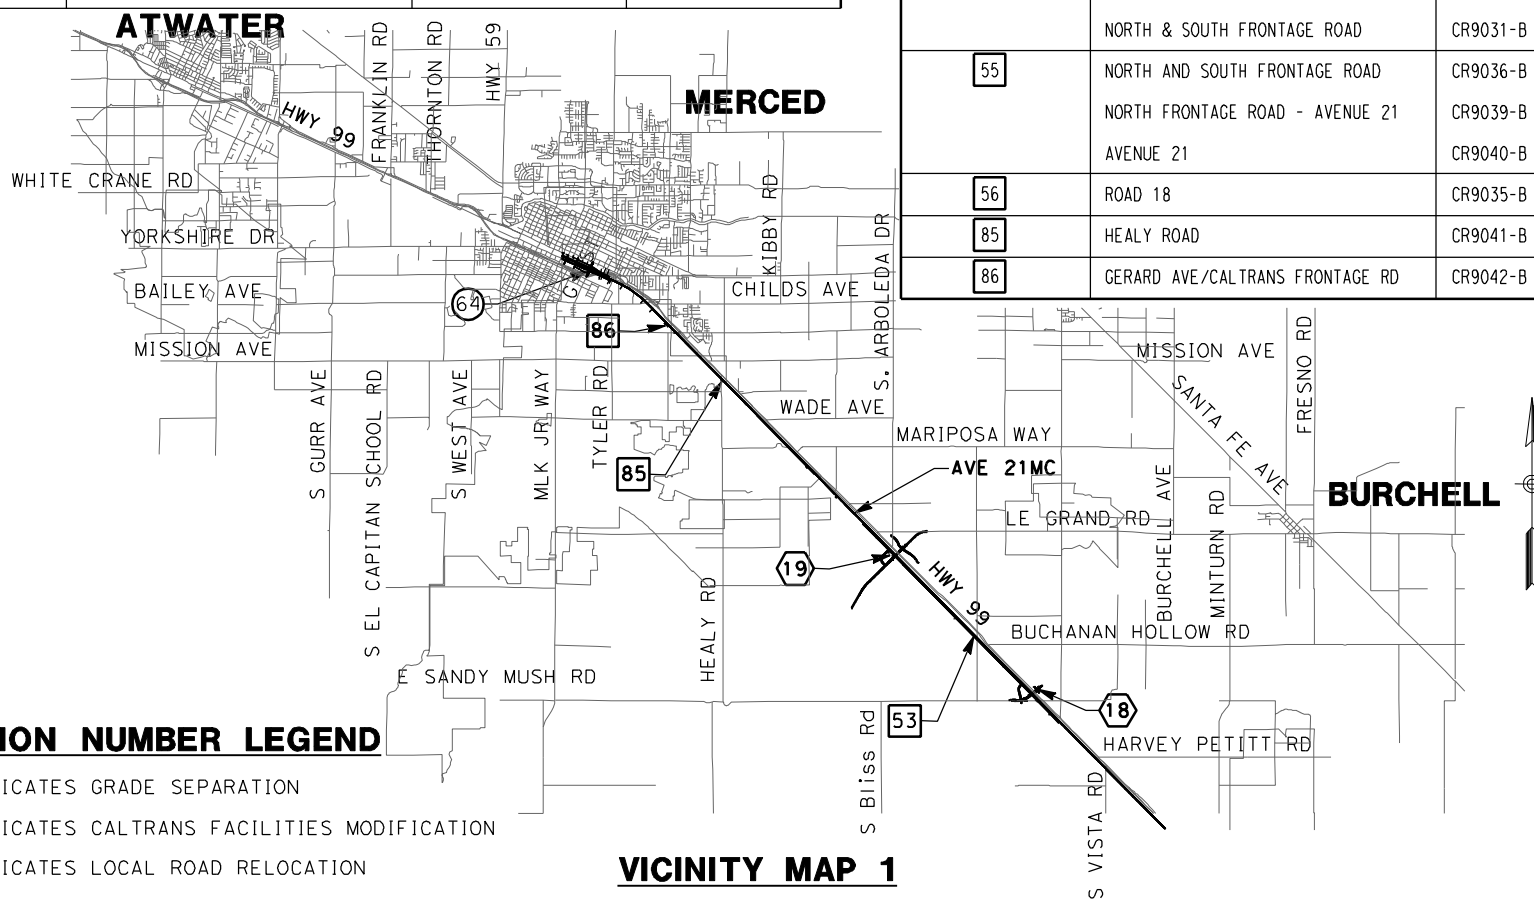 NORTH & SOUTH FRONTAGE ROAD CR9031-B
55 NORTH AND SOUTH FRONTAGE ROAD CR9036-B
NORTH FRONTAGE ROAD - AVENUE 21 CR9039-B
AVENUE 21 CR9040-B
56 ROAD 18 CR9035-B
85 HEALY ROAD CR9041-B
86 GERARD AVE/CALTRANS FRONTAGE RD CR9042-B
ATWATER
FRANKLIN RD
THORNTON RD
HWY 59
MERCED
HWY 99
WHITE CRANE RD
KIBBY RD
YORKSHIRE DR
S. ARBOLEDA DR
BAILEY AVE
64
G
CHILDS AVE
86
MISSION AVE
MISSION AVE
FRESNO RD
S GURR AVE
S EL CAPITAN SCHOOL RD
S WEST AVE
MLK JR WAY
TYLER RD
WADE AVE
SANTA FE AVE
MARIPOSA WAY
85
AVE 21MC
BURCHELL
BURCHELL AVE
MINTURN RD
LE GRAND RD
19
HWY 99
HEALY RD
BUCHANAN HOLLOW RD
E SANDY MUSH RD
53
18
S Bliss Rd
HARVEY PETITT RD
S VISTA RD
ION NUMBER LEGEND
ICATES GRADE SEPARATION
ICATES CALTRANS FACILITIES MODIFICATION
ICATES LOCAL ROAD RELOCATION
VICINITY MAP 1